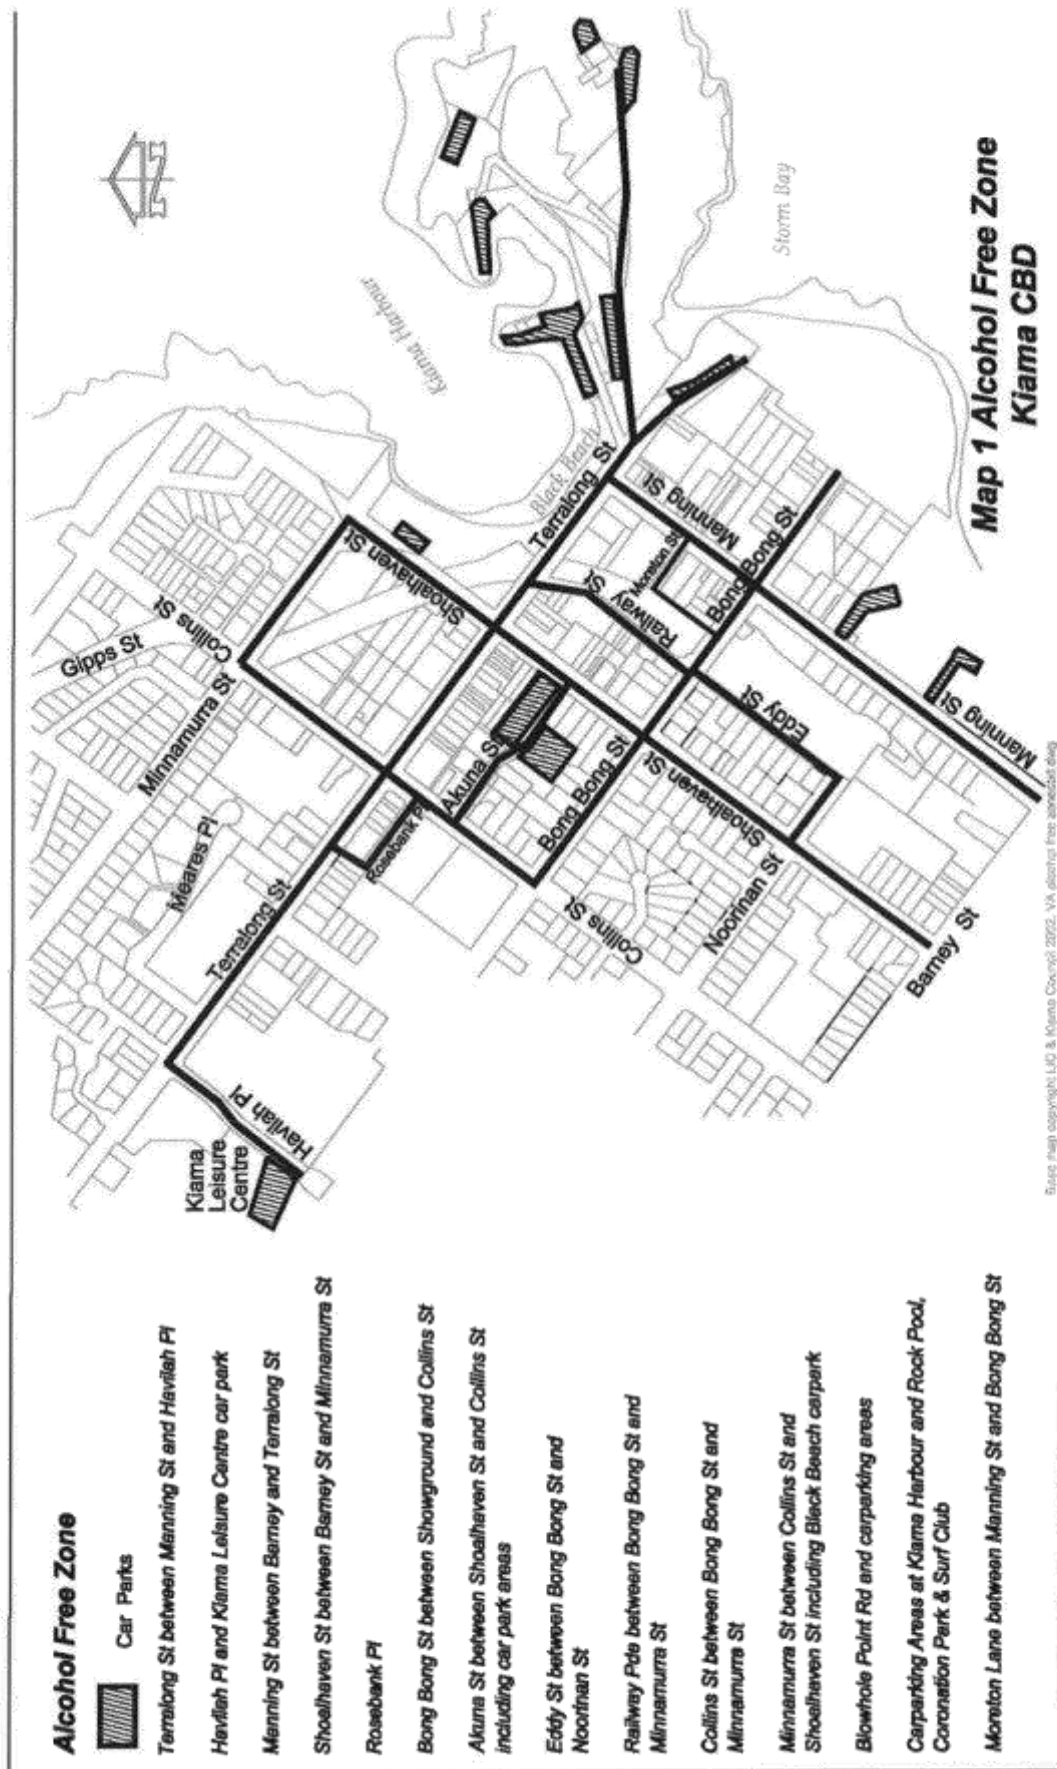 Alcohol Free Zone
Car Parks
Terralong St between Manning St and Havilah Pl
Havilah Pl and Kiama Leisure Centre car park
Manning St between Barney and Terralong St
Shoalhaven St between Barney St and Minnamurra St
Rosebank Pl
Bong Bong St between Showground and Collins St
Akuna St between Shoalhaven St and Collins St
including car park areas
Eddy St between Bong Bong St and
Noorinan St
Railway Pde between Bong Bong St and
Minnamurra St
Collins St between Bong Bong St and
Minnamurra St
Minnamurra St between Collins St and
Shoalhaven St including Black Beach carpark
Blowhole Point Rd and carparking areas
Carparking Areas at Kiama Harbour and Rock Pool,
Coronation Park & Surf Club
Moreton Lane between Manning St and Bong Bong St
Kiama
Leisure
Centre
Havilah Pl
Terralong St
Meares Pl
Minnamurra St
Gipps St
Collins St
Shoalhaven St
Rosebank Pl
Akuna St
Bong Bong St
Collins St
Noorinan St
Shoalhaven St
Barney St
Eddy St
Railway St
Moreton St
Bong Bong St
Manning St
Terralong St
Manning St
Black Beach
Kiama Harbour
Storm Bay
Map 1 Alcohol Free Zone
Kiama CBD